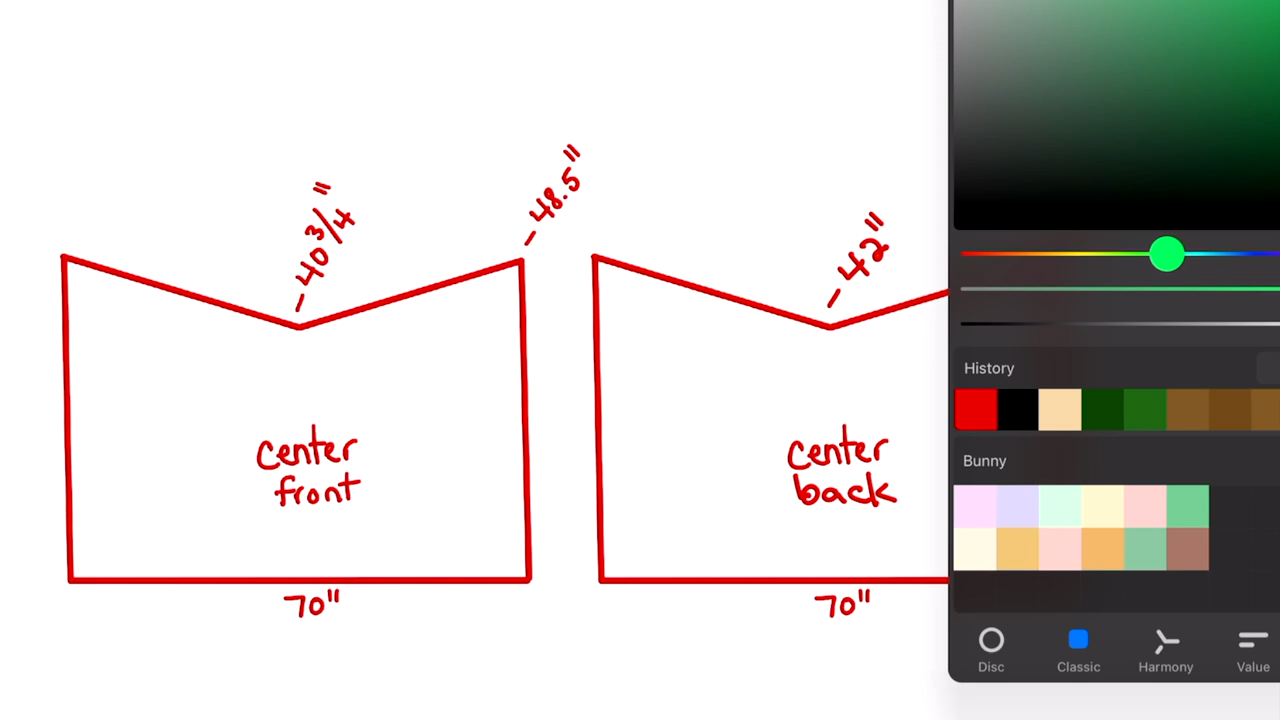 - 40 3/4"
- 48.5"
center
front
70"
- 42"
center
back
70"
History
Bunny
Disc
Classic
Harmony
Value